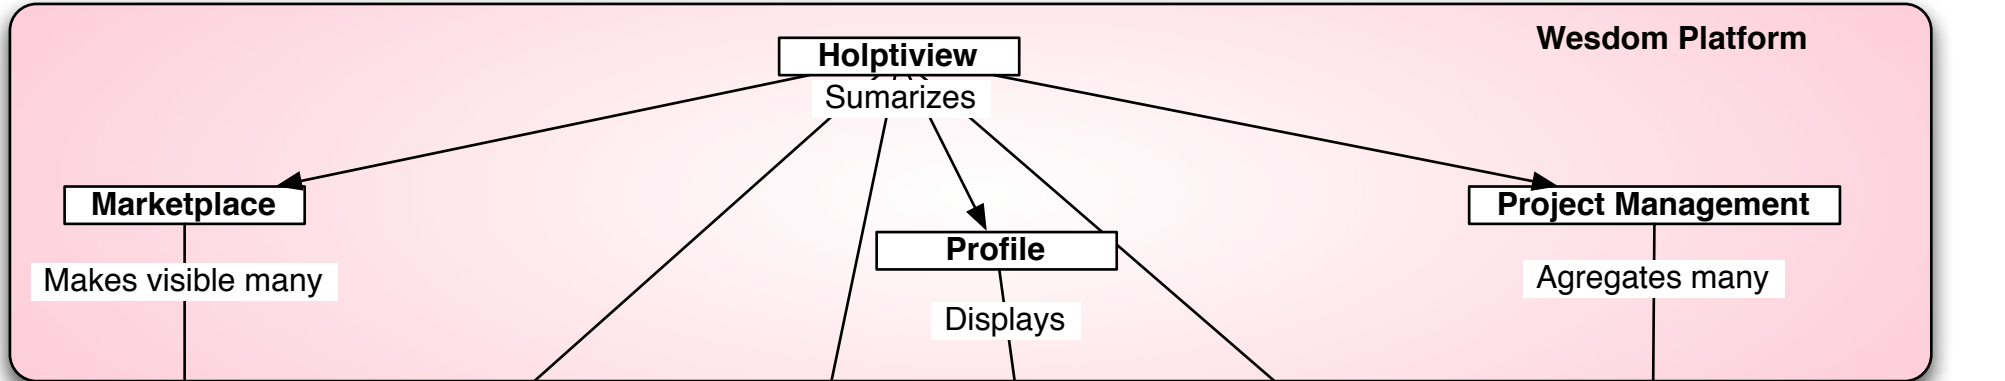 Wesdom Platform
Holptiview
Sumarizes
Marketplace
Project Management
Profile
Makes visible many
Agregates many
Displays